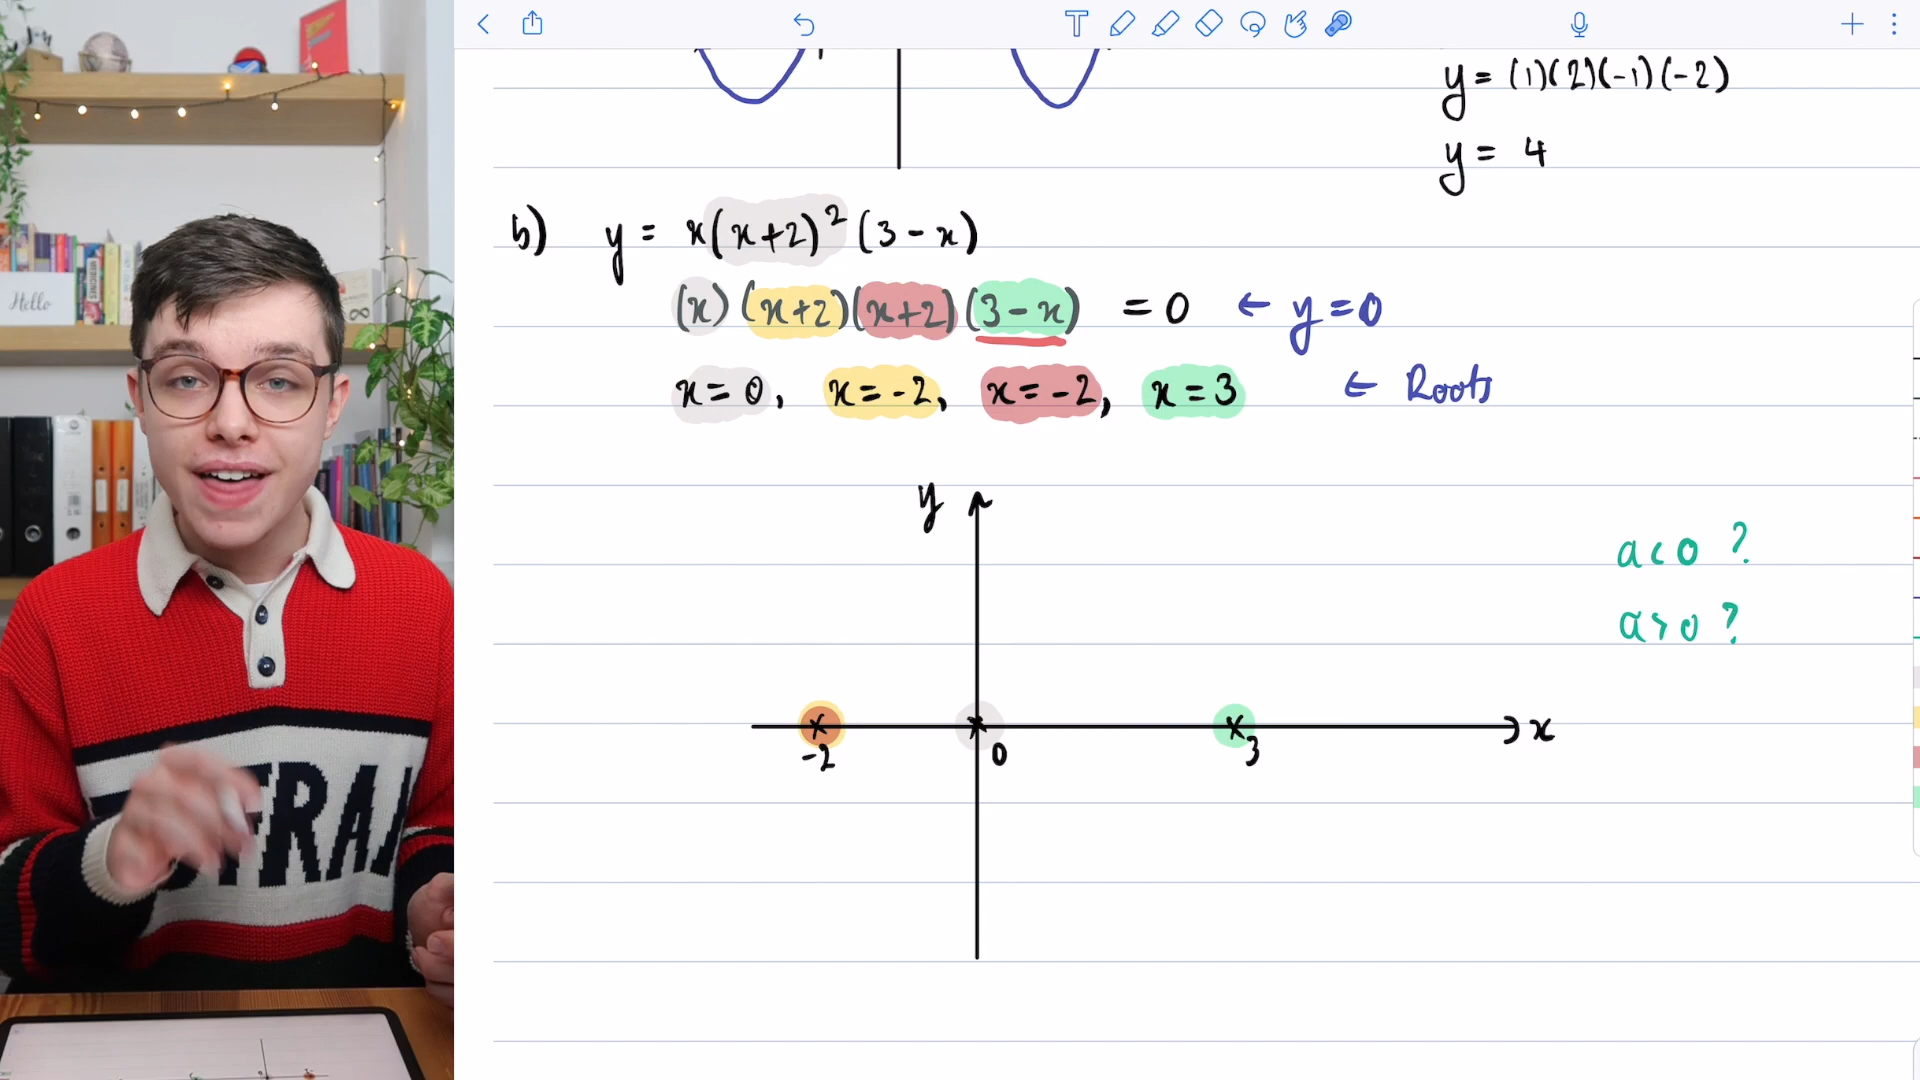 y = (1)(2)(-1)(-2)
y = 4
b) y = x(x+2)² (3-x)
(x) (x+2)(x+2)(3-x) = 0 ← y=0
x=0, x=-2, x=-2, x=3 ← Roots
y
a<0 ?
a>0 ?
x
-2 0 3
Hello
FRA